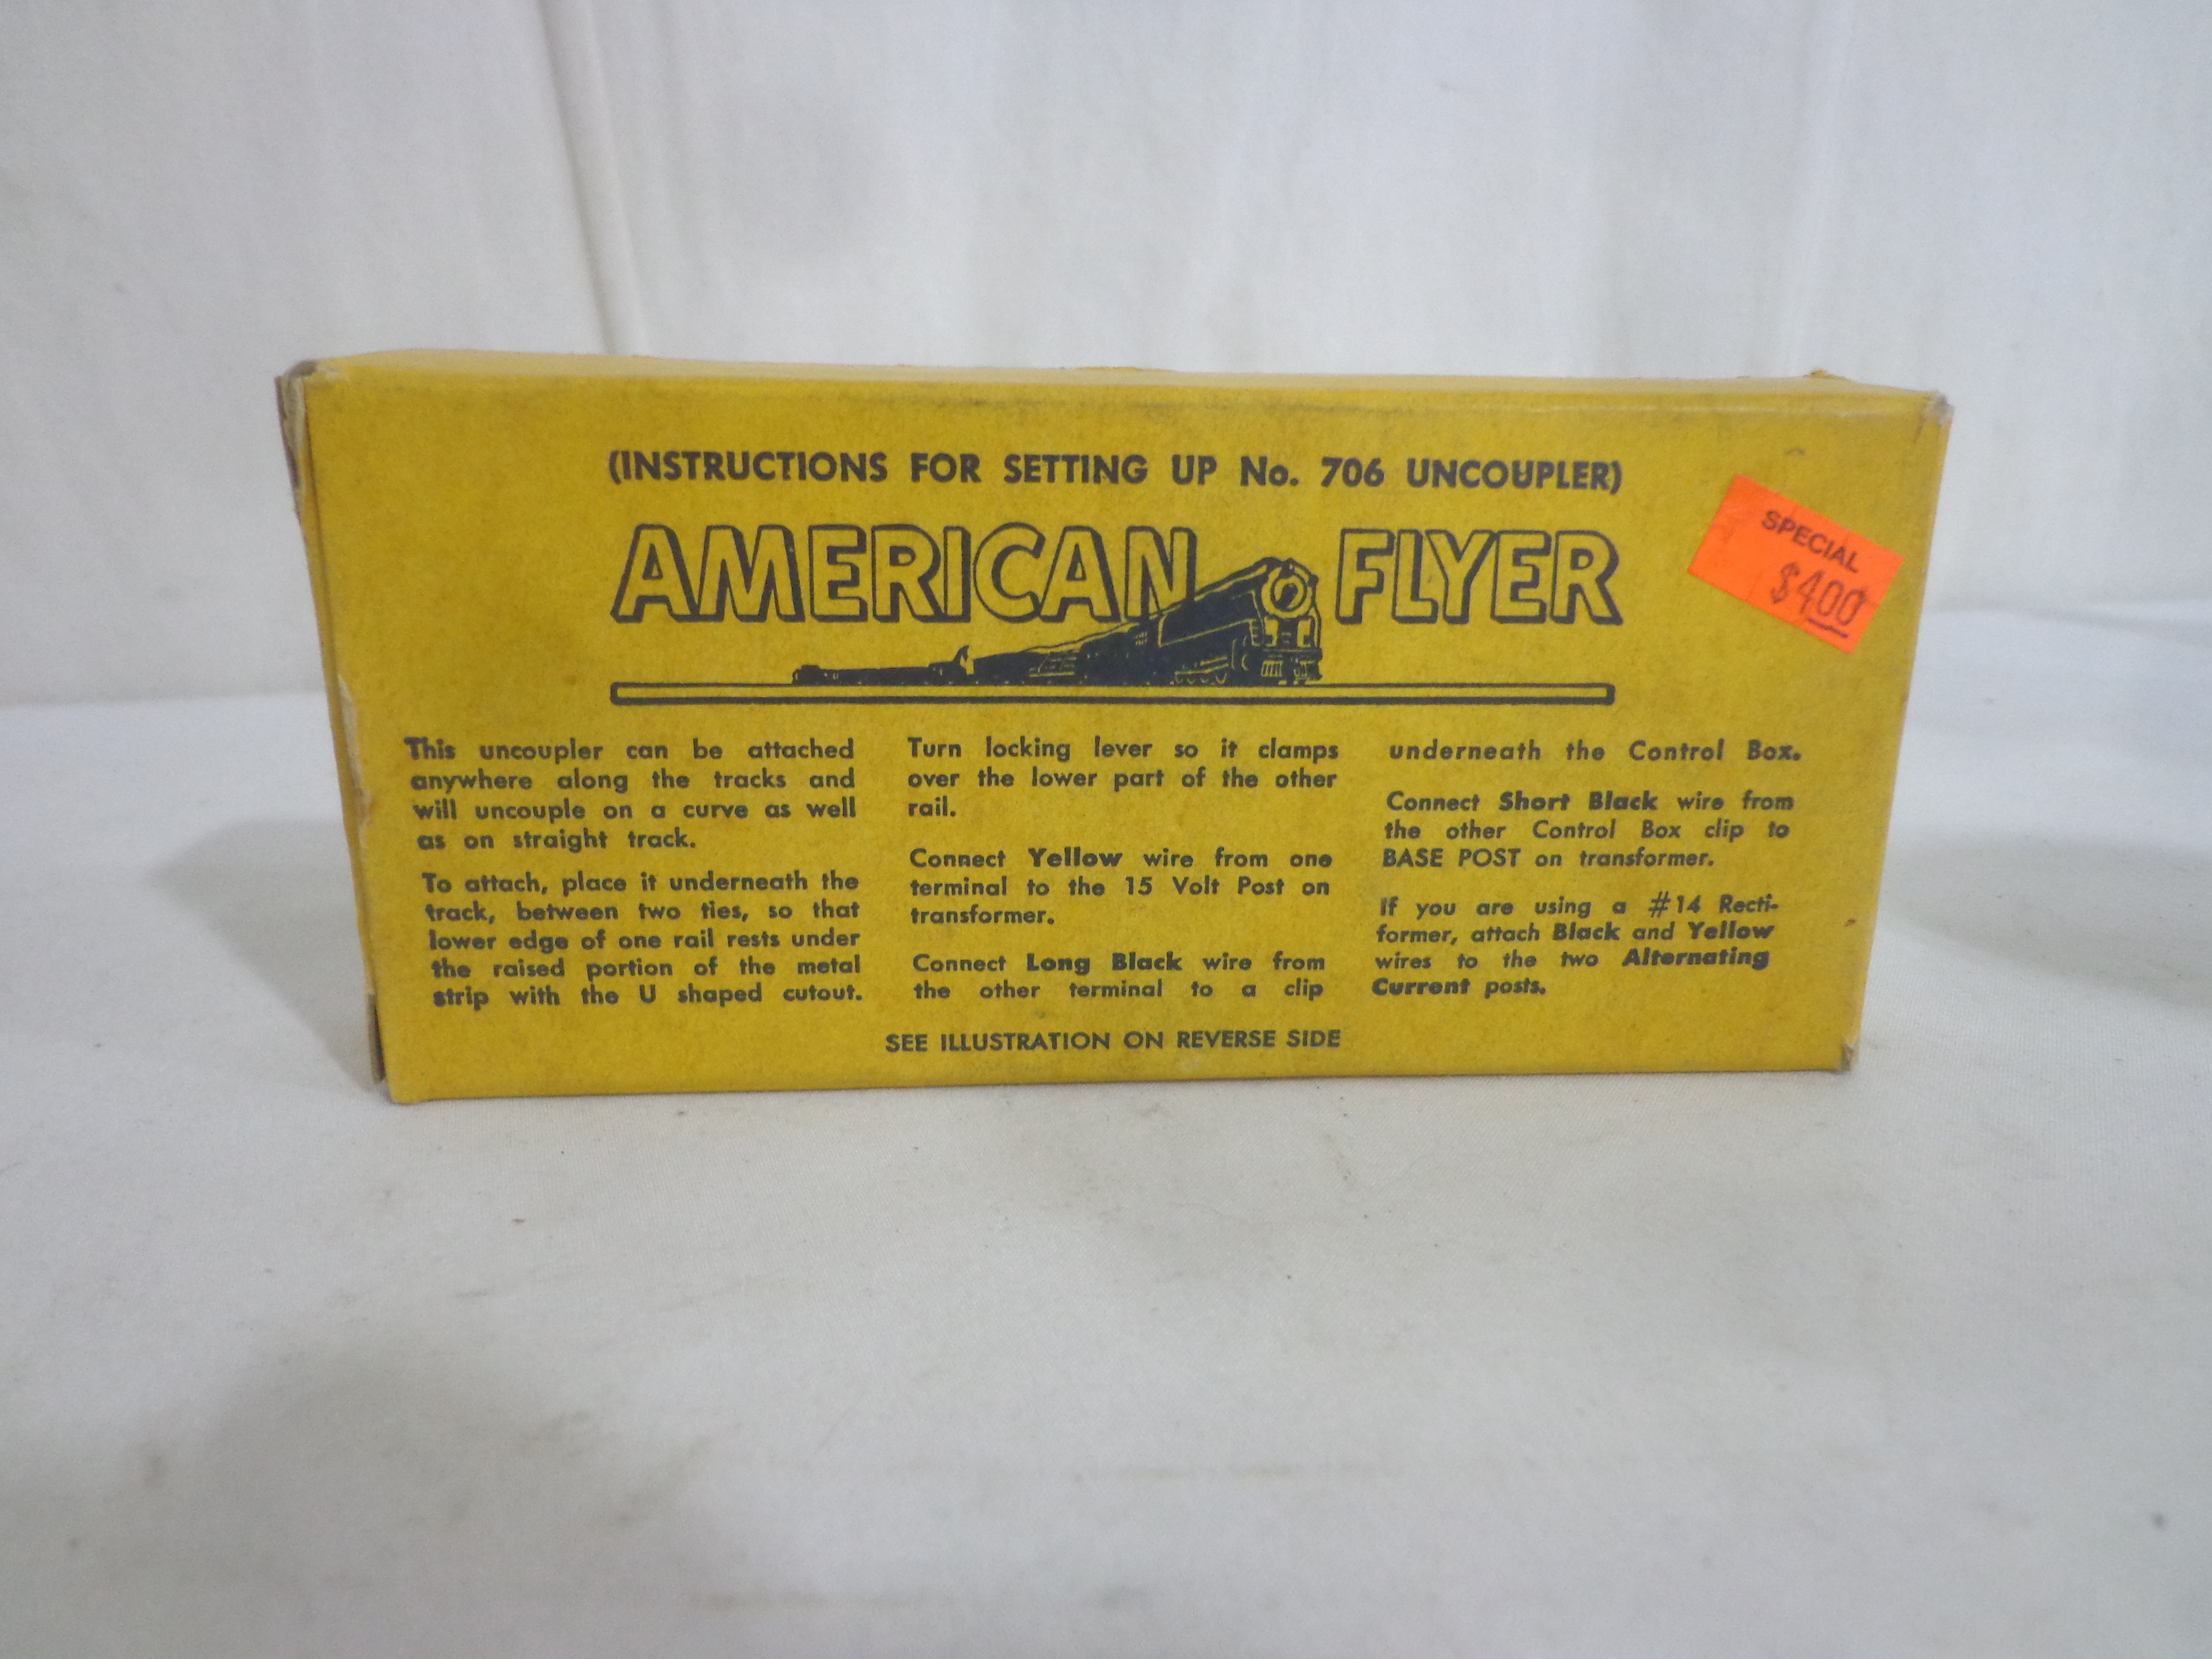 (INSTRUCTIONS FOR SETTING UP No. 706 UNCOUPLER)
AMERICAN FLYER
SPECIAL
$4.00
This uncoupler can be attached
anywhere along the tracks and
will uncouple on a curve as well
as on straight track.
To attach, place it underneath the
track, between two ties, so that
lower edge of one rail rests under
the raised portion of the metal
strip with the U shaped cutout.
Turn locking lever so it clamps
over the lower part of the other
rail.
Connect Yellow wire from one
terminal to the 15 Volt Post on
transformer.
Connect Long Black wire from
the other terminal to a clip
underneath the Control Box.
Connect Short Black wire from
the other Control Box clip to
BASE POST on transformer.
If you are using a #14 Recti-
former, attach Black and Yellow
wires to the two Alternating
Current posts.
SEE ILLUSTRATION ON REVERSE SIDE